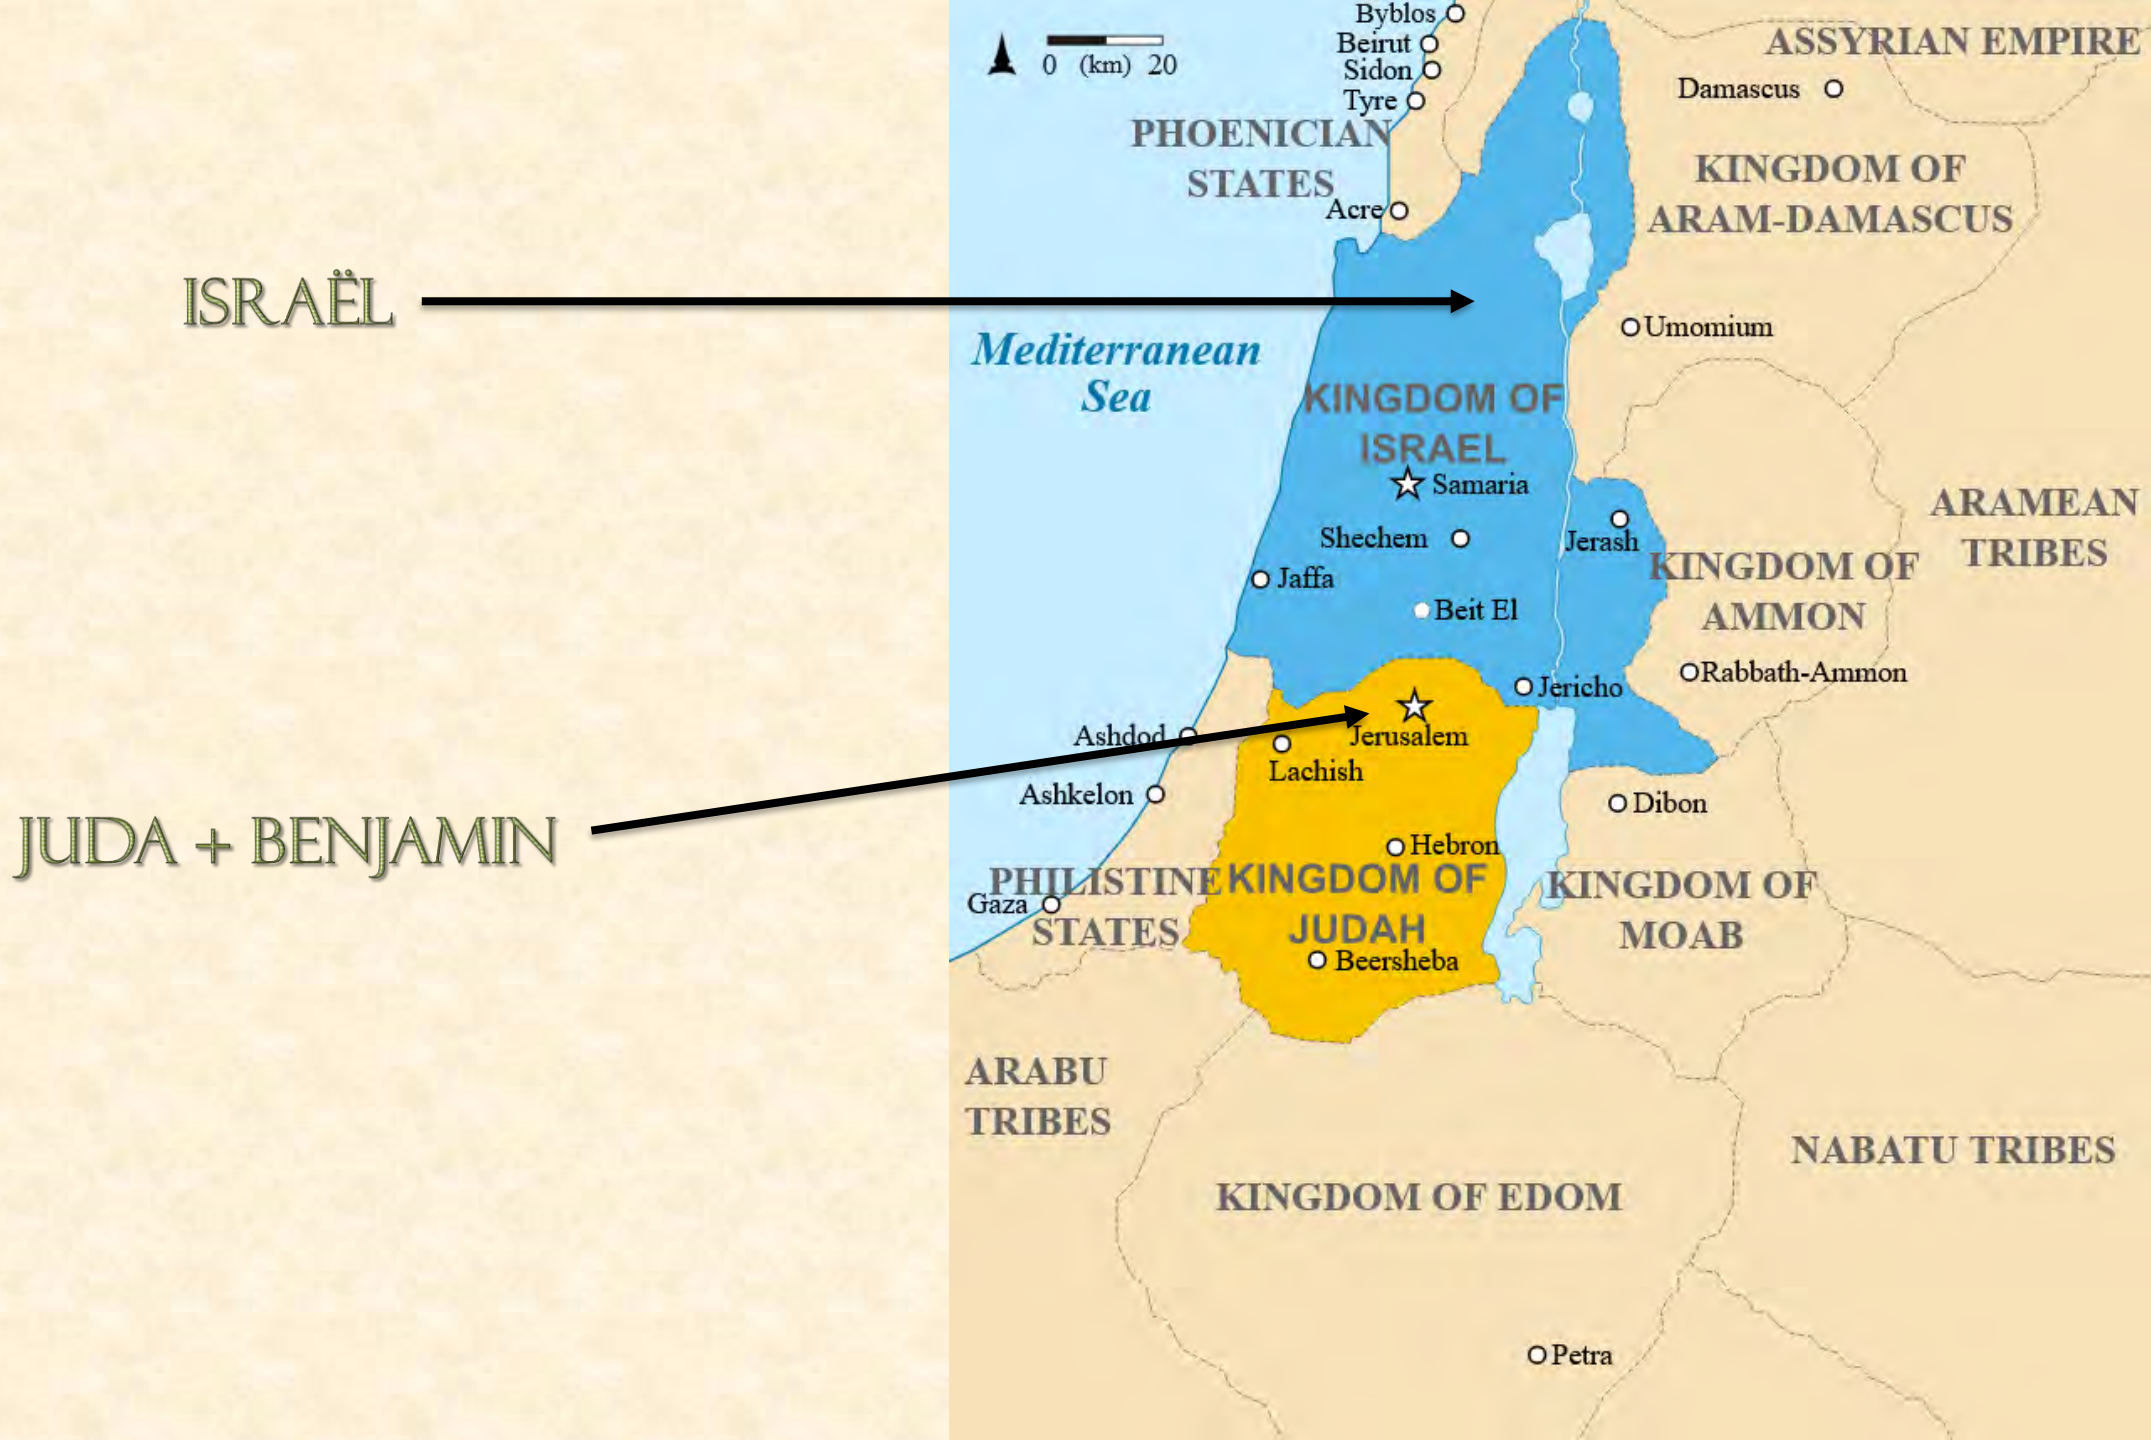 ISRAËL
JUDA + BENJAMIN
0 (km) 20
Byblos
Beirut
Sidon
Tyre
PHOENICIAN
STATES
Acre
ASSYRIAN EMPIRE
Damascus
KINGDOM OF
ARAM-DAMASCUS
Umomium
Mediterranean
Sea
KINGDOM OF
ISRAEL
Samaria
Shechem
Jerash
Jaffa
Beit El
ARAMEAN
TRIBES
KINGDOM OF
AMMON
Rabbath-Ammon
Jericho
Jerusalem
Ashdod
Lachish
Ashkelon
Dibon
Hebron
PHILISTINE
STATES
Gaza
KINGDOM OF
JUDAH
Beersheba
KINGDOM OF
MOAB
ARABU
TRIBES
NABATU TRIBES
KINGDOM OF EDOM
Petra